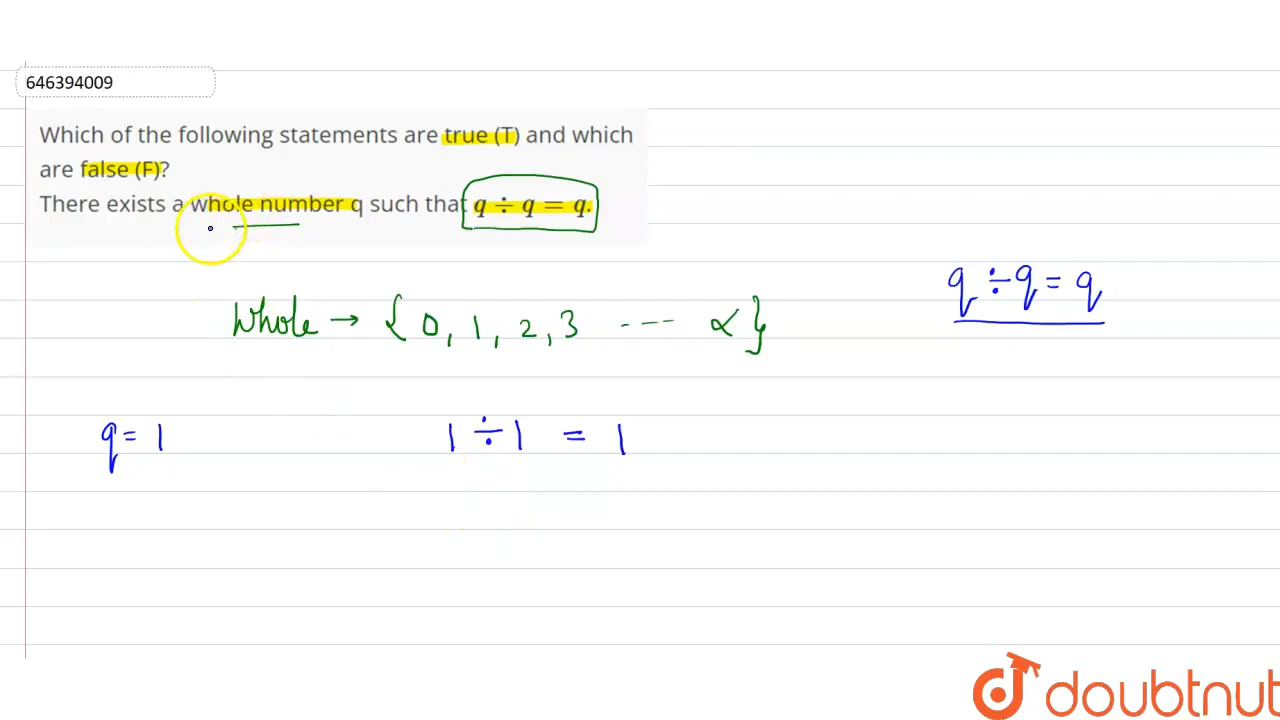 646394009
Which of the following statements are true (T) and which
are false (F)?
There exists a whole number q such that q ÷ q = q.
q ÷ q = q
Whole → { 0, 1, 2, 3 ---- α }
q = 1 1 ÷ 1 = 1
doubtnut